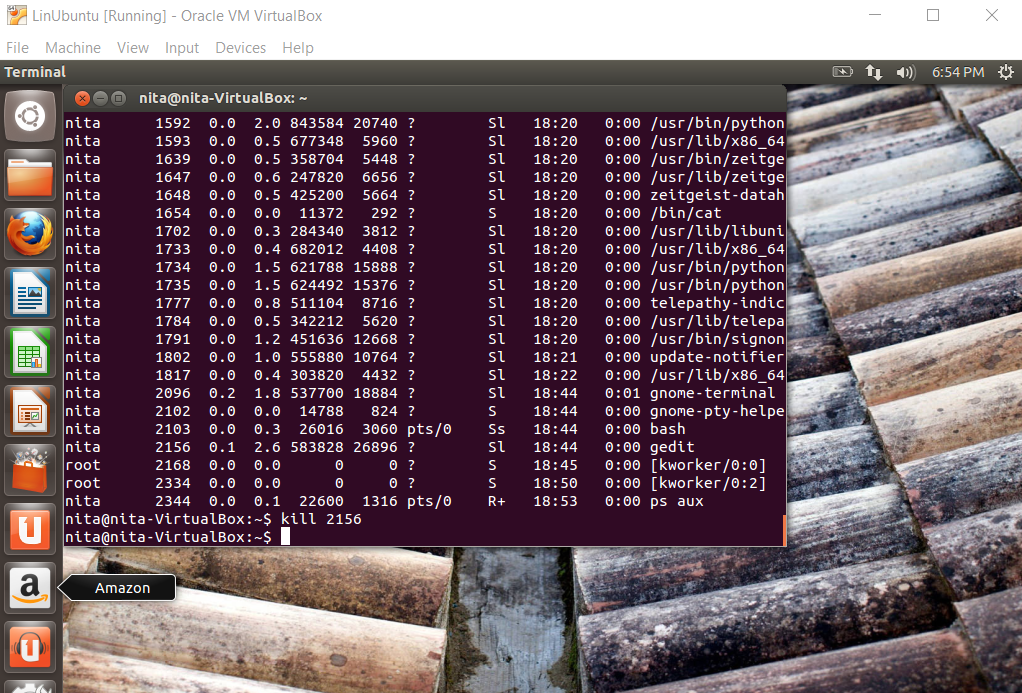 LinUbuntu [Running] - Oracle VM VirtualBox
File Machine View Input Devices Help
Terminal 6:54 PM
nita@nita-VirtualBox: ~
nita 1592 0.0 2.0 843584 20740 ? Sl 18:20 0:00 /usr/bin/python
nita 1593 0.0 0.5 677348 5960 ? Sl 18:20 0:00 /usr/lib/x86_64
nita 1639 0.0 0.5 358704 5448 ? Sl 18:20 0:00 /usr/bin/zeitge
nita 1647 0.0 0.6 247820 6656 ? Sl 18:20 0:00 /usr/lib/zeitge
nita 1648 0.0 0.5 425200 5664 ? Sl 18:20 0:00 zeitgeist-datah
nita 1654 0.0 0.0 11372 292 ? S 18:20 0:00 /bin/cat
nita 1702 0.0 0.3 284340 3812 ? Sl 18:20 0:00 /usr/lib/libuni
nita 1733 0.0 0.4 682012 4408 ? Sl 18:20 0:00 /usr/lib/x86_64
nita 1734 0.0 1.5 621788 15888 ? Sl 18:20 0:00 /usr/bin/python
nita 1735 0.0 1.5 624492 15376 ? Sl 18:20 0:00 /usr/bin/python
nita 1777 0.0 0.8 511104 8716 ? Sl 18:20 0:00 telepathy-indic
nita 1784 0.0 0.5 342212 5620 ? Sl 18:20 0:00 /usr/lib/telepa
nita 1791 0.0 1.2 451636 12668 ? Sl 18:20 0:00 /usr/bin/signon
nita 1802 0.0 1.0 555880 10764 ? Sl 18:21 0:00 update-notifier
nita 1817 0.0 0.4 303820 4432 ? Sl 18:22 0:00 /usr/lib/x86_64
nita 2096 0.2 1.8 537700 18884 ? Sl 18:44 0:01 gnome-terminal
nita 2102 0.0 0.0 14788 824 ? S 18:44 0:00 gnome-pty-helpe
nita 2103 0.0 0.3 26016 3060 pts/0 Ss 18:44 0:00 bash
nita 2156 0.1 2.6 583828 26896 ? Sl 18:44 0:00 gedit
root 2168 0.0 0.0 0 0 ? S 18:45 0:00 [kworker/0:0]
root 2334 0.0 0.0 0 0 ? S 18:50 0:00 [kworker/0:2]
nita 2344 0.0 0.1 22600 1316 pts/0 R+ 18:53 0:00 ps aux
nita@nita-VirtualBox:~$ kill 2156
nita@nita-VirtualBox:~$
Amazon